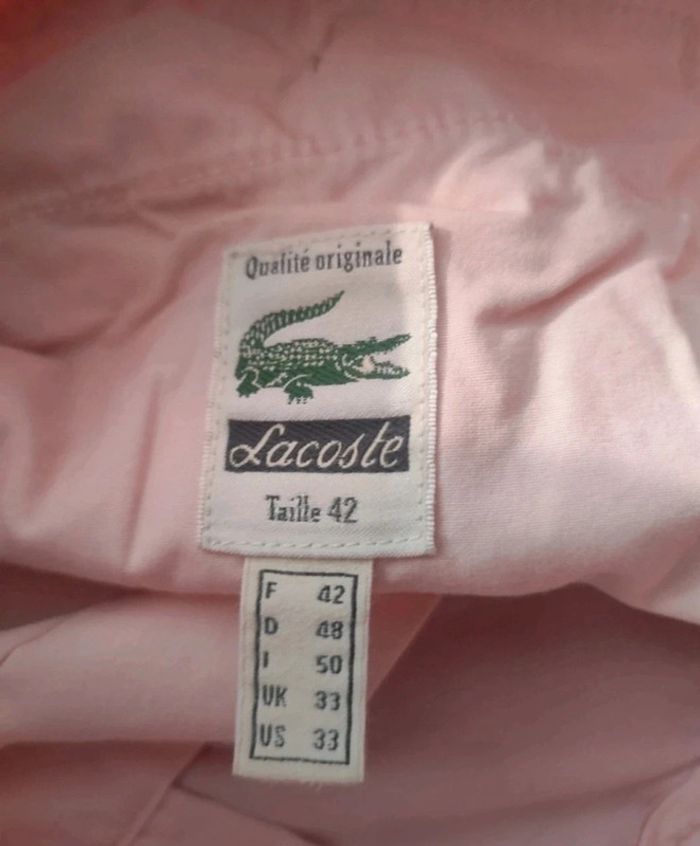 Qualité originale
Lacoste
Taille 42
F 42
D 48
I 50
UK 33
US 33